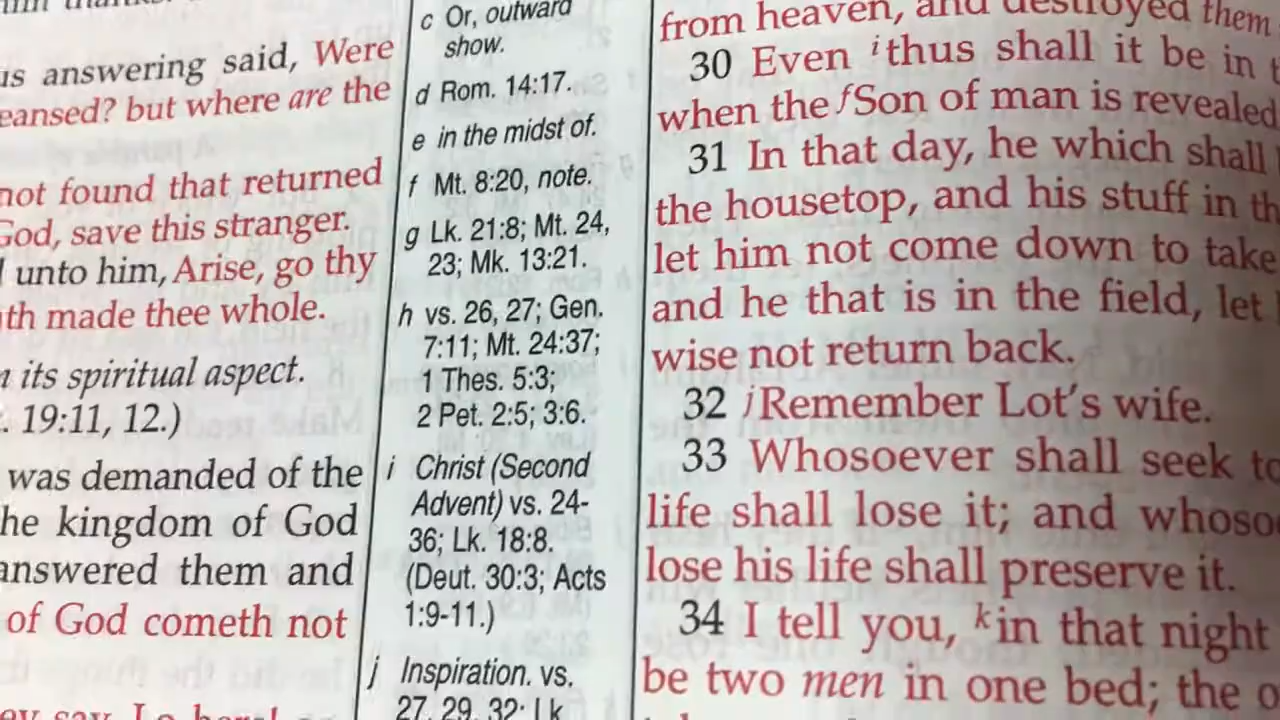 us answering said, Were
eansed? but where are the
not found that returned
God, save this stranger.
unto him, Arise, go thy
th made thee whole.
its spiritual aspect.
19:11, 12.)
was demanded of the
he kingdom of God
answered them and
of God cometh not
c Or, outward
show.
d Rom. 14:17.
e in the midst of.
f Mt. 8:20, note.
g Lk. 21:8; Mt. 24,
23; Mk. 13:21.
h vs. 26, 27; Gen.
7:11; Mt. 24:37;
1 Thes. 5:3;
2 Pet. 2:5; 3:6.
i Christ (Second
Advent) vs. 24-
36; Lk. 18:8.
(Deut. 30:3; Acts
1:9-11.)
j Inspiration. vs.
27, 29, 32; Lk
from heaven, and destroyed them
30 Even i thus shall it be in
when the f Son of man is revealed
31 In that day, he which shall
the housetop, and his stuff in th
let him not come down to take
and he that is in the field, let
wise not return back.
32 j Remember Lot's wife.
33 Whosoever shall seek to
life shall lose it; and whoso
lose his life shall preserve it.
34 I tell you, k in that night
be two men in one bed; the o